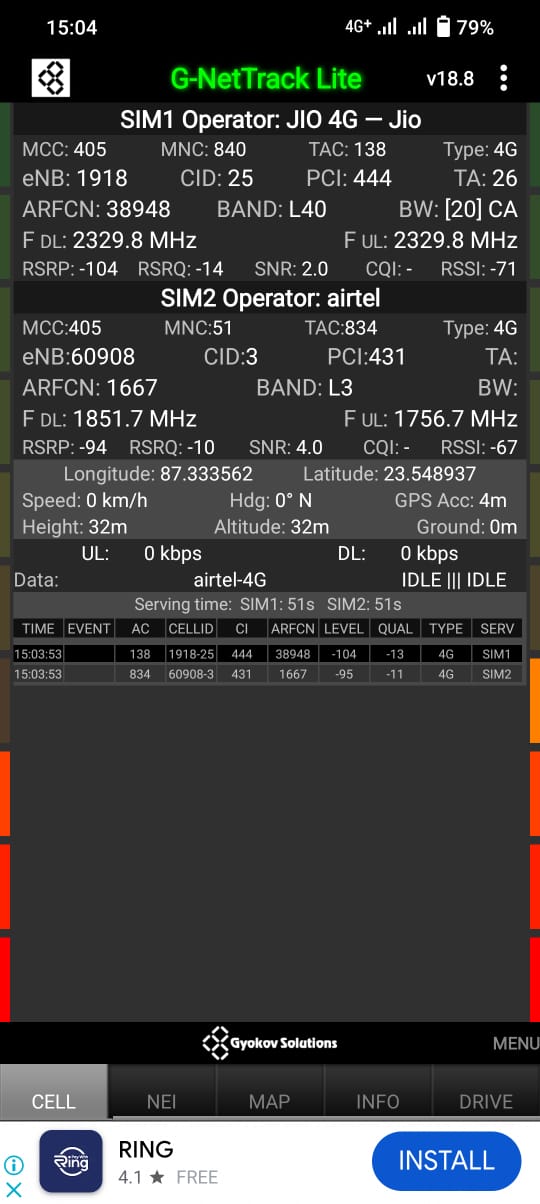 15:04 4G+ 79%
G-NetTrack Lite v18.8
SIM1 Operator: JIO 4G — Jio
MCC: 405 MNC: 840 TAC: 138 Type: 4G
eNB: 1918 CID: 25 PCI: 444 TA: 26
ARFCN: 38948 BAND: L40 BW: [20] CA
F DL: 2329.8 MHz F UL: 2329.8 MHz
RSRP: -104 RSRQ: -14 SNR: 2.0 CQI: - RSSI: -71
SIM2 Operator: airtel
MCC:405 MNC:51 TAC:834 Type: 4G
eNB:60908 CID:3 PCI:431 TA:
ARFCN: 1667 BAND: L3 BW:
F DL: 1851.7 MHz F UL: 1756.7 MHz
RSRP: -94 RSRQ: -10 SNR: 4.0 CQI: - RSSI: -67
Longitude: 87.333562 Latitude: 23.548937
Speed: 0 km/h Hdg: 0° N GPS Acc: 4m
Height: 32m Altitude: 32m Ground: 0m
UL: 0 kbps DL: 0 kbps
Data: airtel-4G IDLE ||| IDLE
Serving time: SIM1: 51s SIM2: 51s
TIME EVENT AC CELLID CI ARFCN LEVEL QUAL TYPE SERV
15:03:53 138 1918-25 444 38948 -104 -13 4G SIM1
15:03:53 834 60908-3 431 1667 -95 -11 4G SIM2
Gyokov Solutions MENU
CELL NEI MAP INFO DRIVE
Ring RING
4.1 ★ FREE
INSTALL